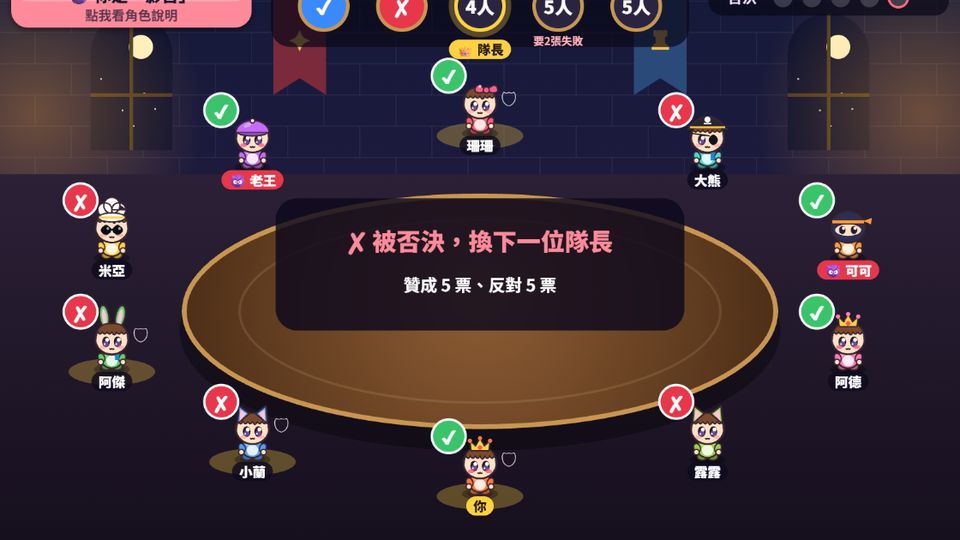 點我看角色說明
4人
5人
5人
要2張失敗
隊長
珊珊
老王
大熊
米亞
可可
✗ 被否決，換下一位隊長
贊成 5 票、反對 5 票
阿傑
阿德
小蘭
露露
你